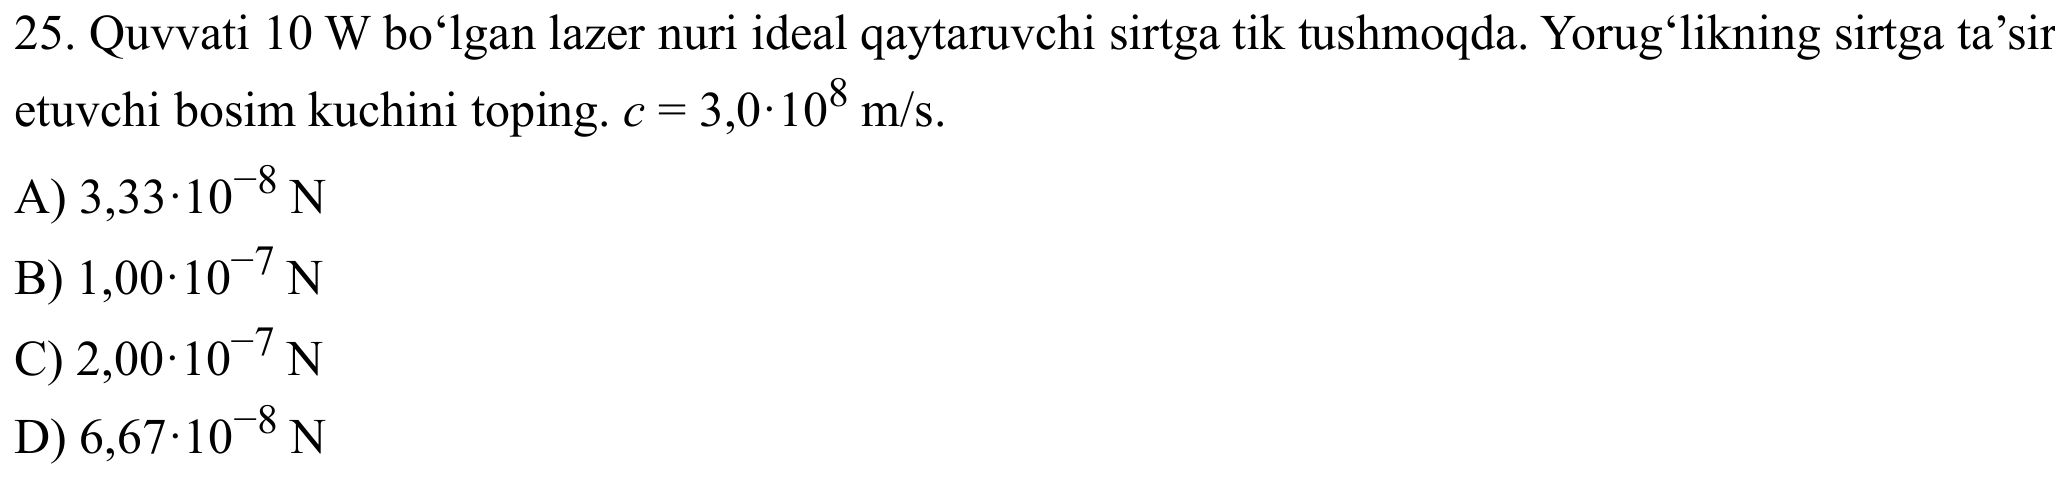 25. Quvvati 10 W bo‘lgan lazer nuri ideal qaytaruvchi sirtga tik tushmoqda. Yorug‘likning sirtga ta’sir
etuvchi bosim kuchini toping. c = 3,0·10⁸ m/s.
A) 3,33·10⁻⁸ N
B) 1,00·10⁻⁷ N
C) 2,00·10⁻⁷ N
D) 6,67·10⁻⁸ N